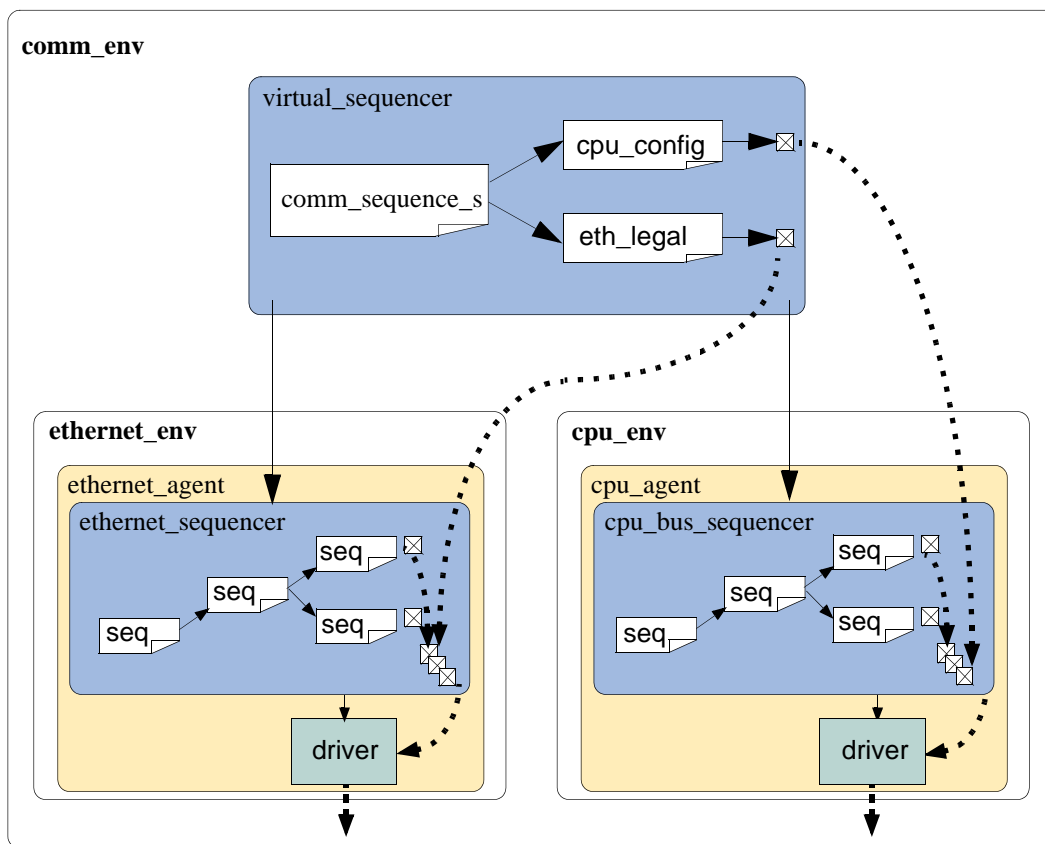 comm_env
virtual_sequencer
cpu_config
comm_sequence_s
eth_legal
ethernet_env
ethernet_agent
ethernet_sequencer
seq
seq
seq
seq
driver
cpu_env
cpu_agent
cpu_bus_sequencer
seq
seq
seq
seq
driver